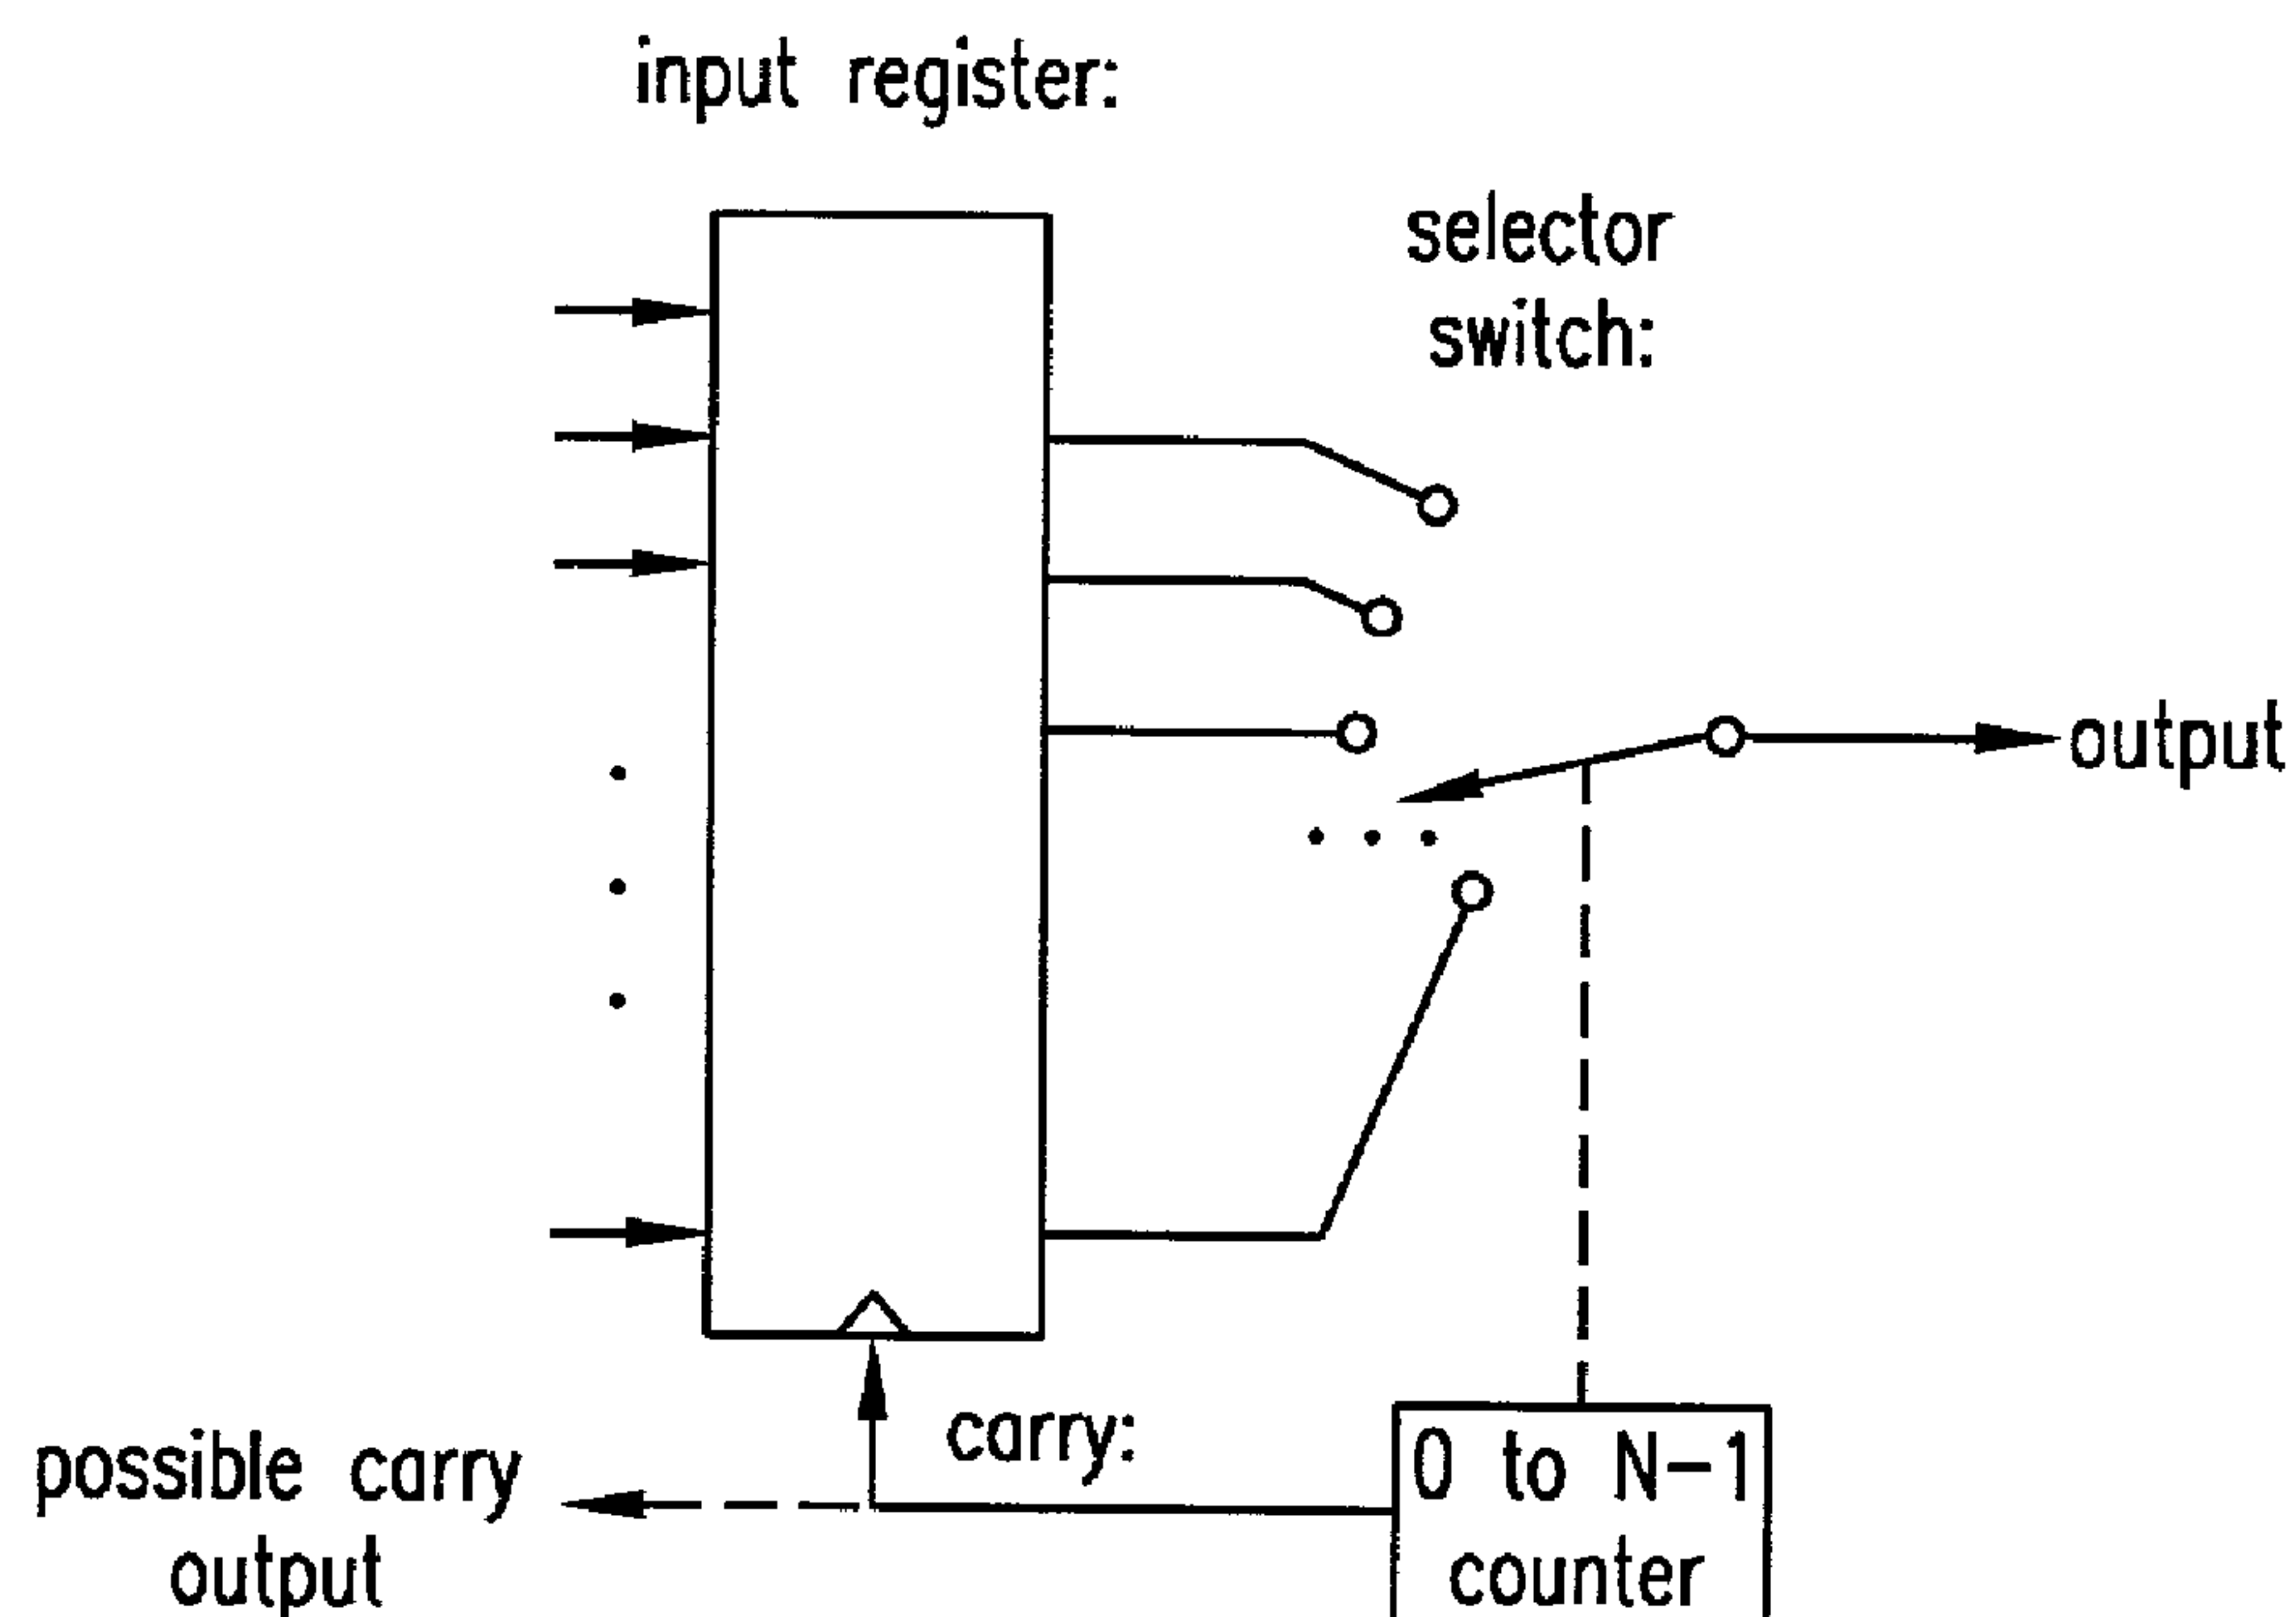 input register:
selector
switch:
output
carry:
possible carry
output
0 to N-1
counter